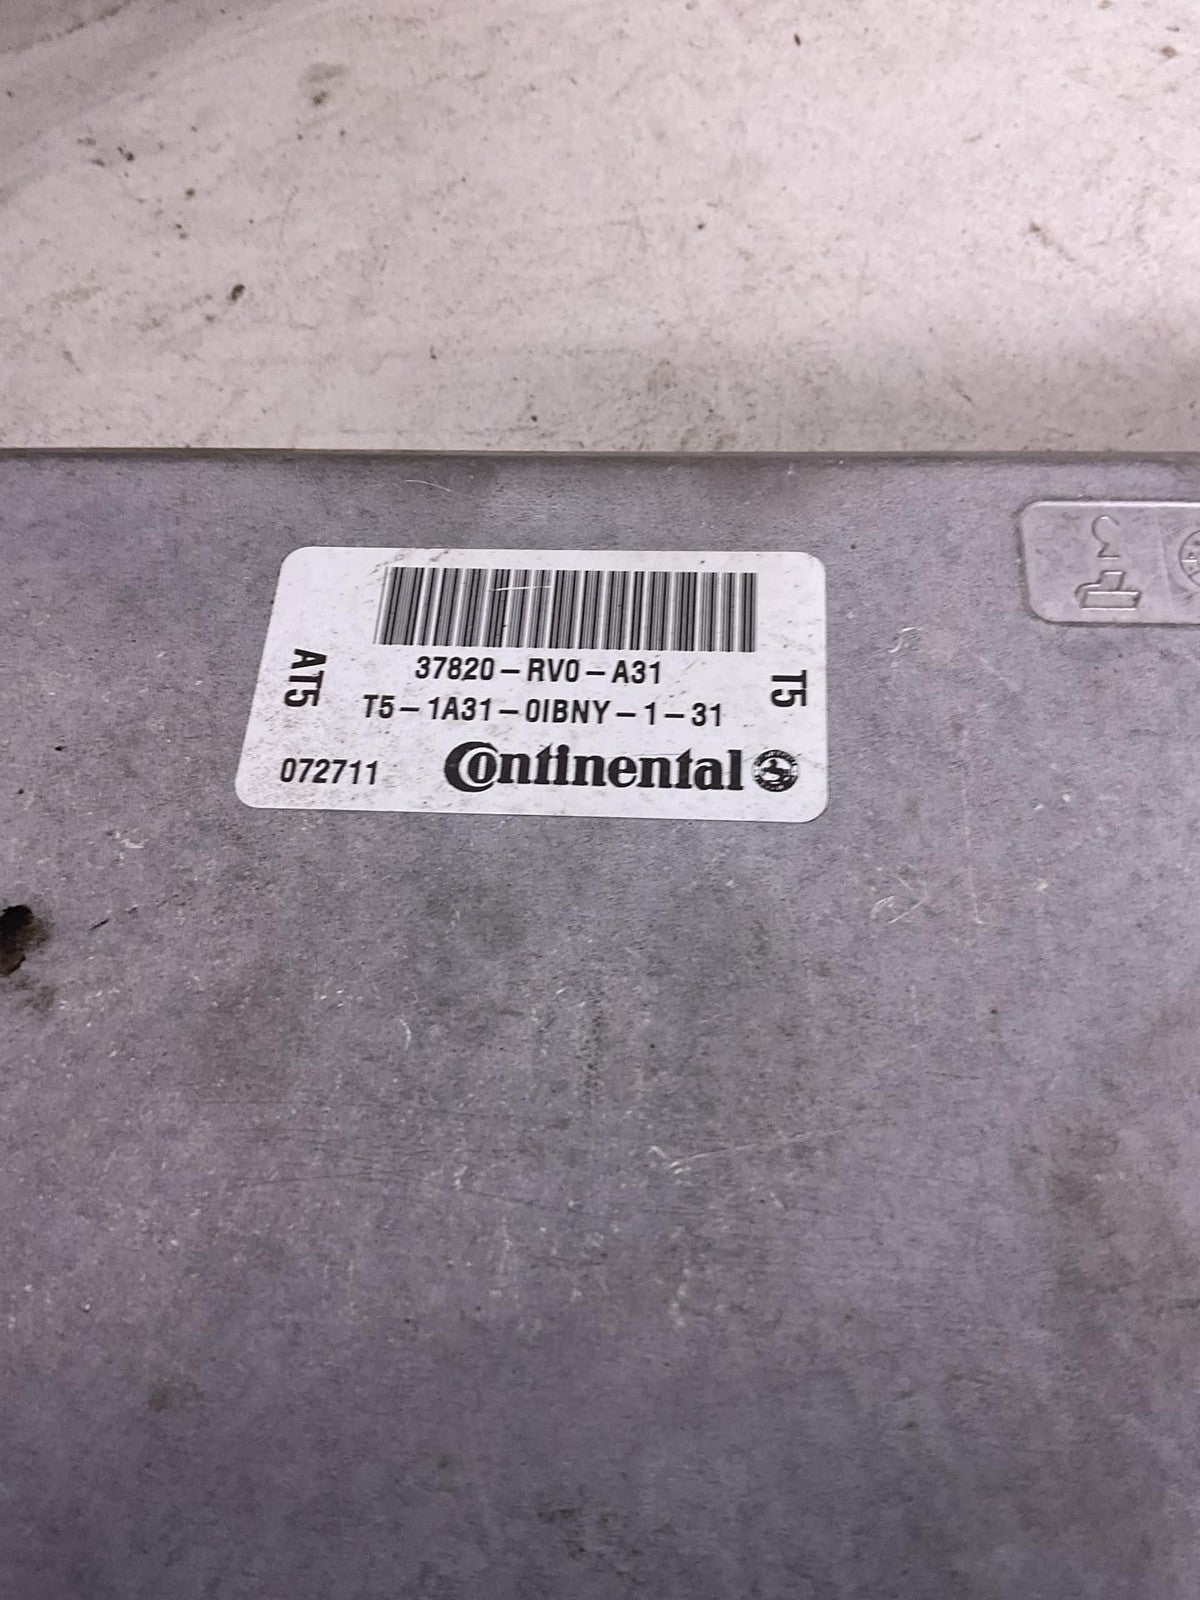 37820-RV0-A31
T5-1A31-0IBNY-1-31
AT5
T5
072711
Continental